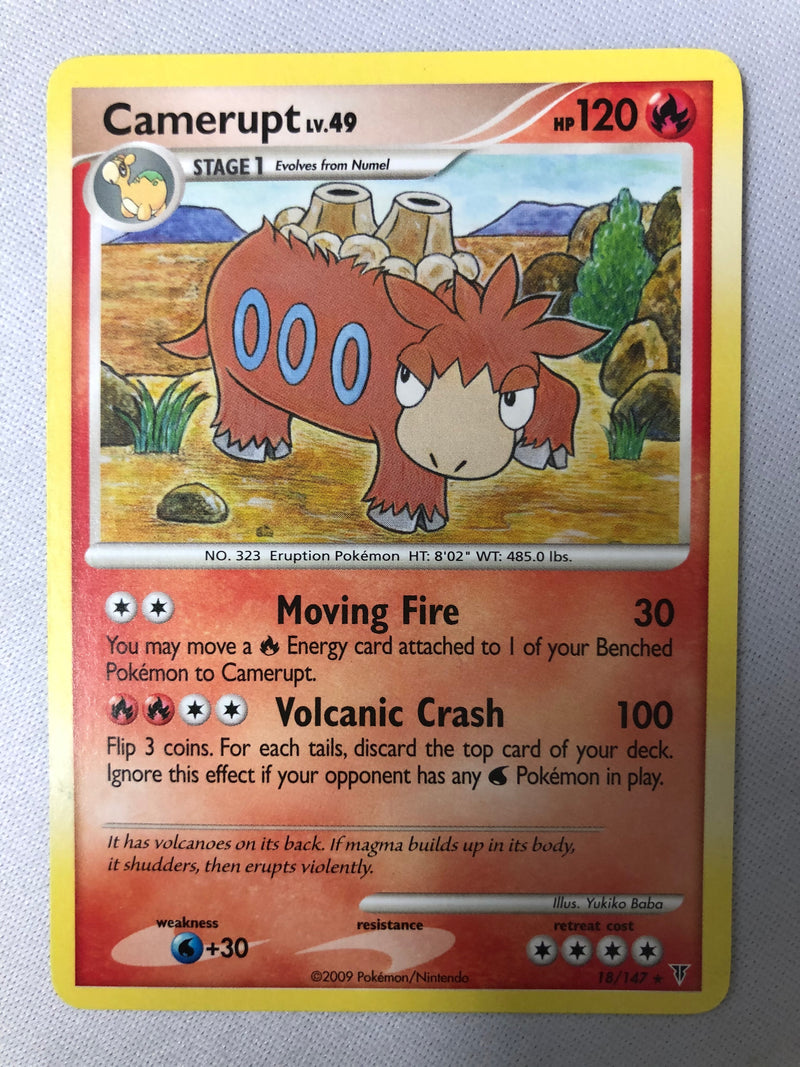 Camerupt LV.49 HP 120
STAGE 1 Evolves from Numel
NO. 323 Eruption Pokémon HT: 8'02" WT: 485.0 lbs.
Moving Fire 30
You may move a Energy card attached to 1 of your Benched
Pokémon to Camerupt.
Volcanic Crash 100
Flip 3 coins. For each tails, discard the top card of your deck.
Ignore this effect if your opponent has any Pokémon in play.
It has volcanoes on its back. If magma builds up in its body,
it shudders, then erupts violently.
Illus. Yukiko Baba
weakness resistance retreat cost
+30
©2009 Pokémon/Nintendo 18/147 ★